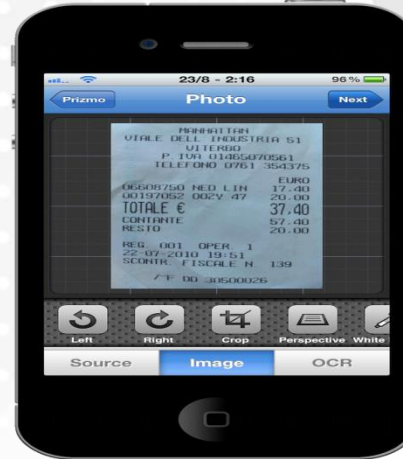 23/8 - 2:16 96 %
Prizmo Photo Next
MANHATTAN
VIALE DELL INDUSTRIA 51
VITERBO
P. IVA 01465070561
TELEFONO 0761 354375
EURO
06608750 NED LIN 17.40
00197052 002V 47 20.00
TOTALE € 37,40
CONTANTE 57.40
RESTO 20.00
REG. 001 OPER. 1
22-07-2010 19:51
SCONTR. FISCALE N 139
DD 30500026
Left Right Crop Perspective White
Source Image OCR